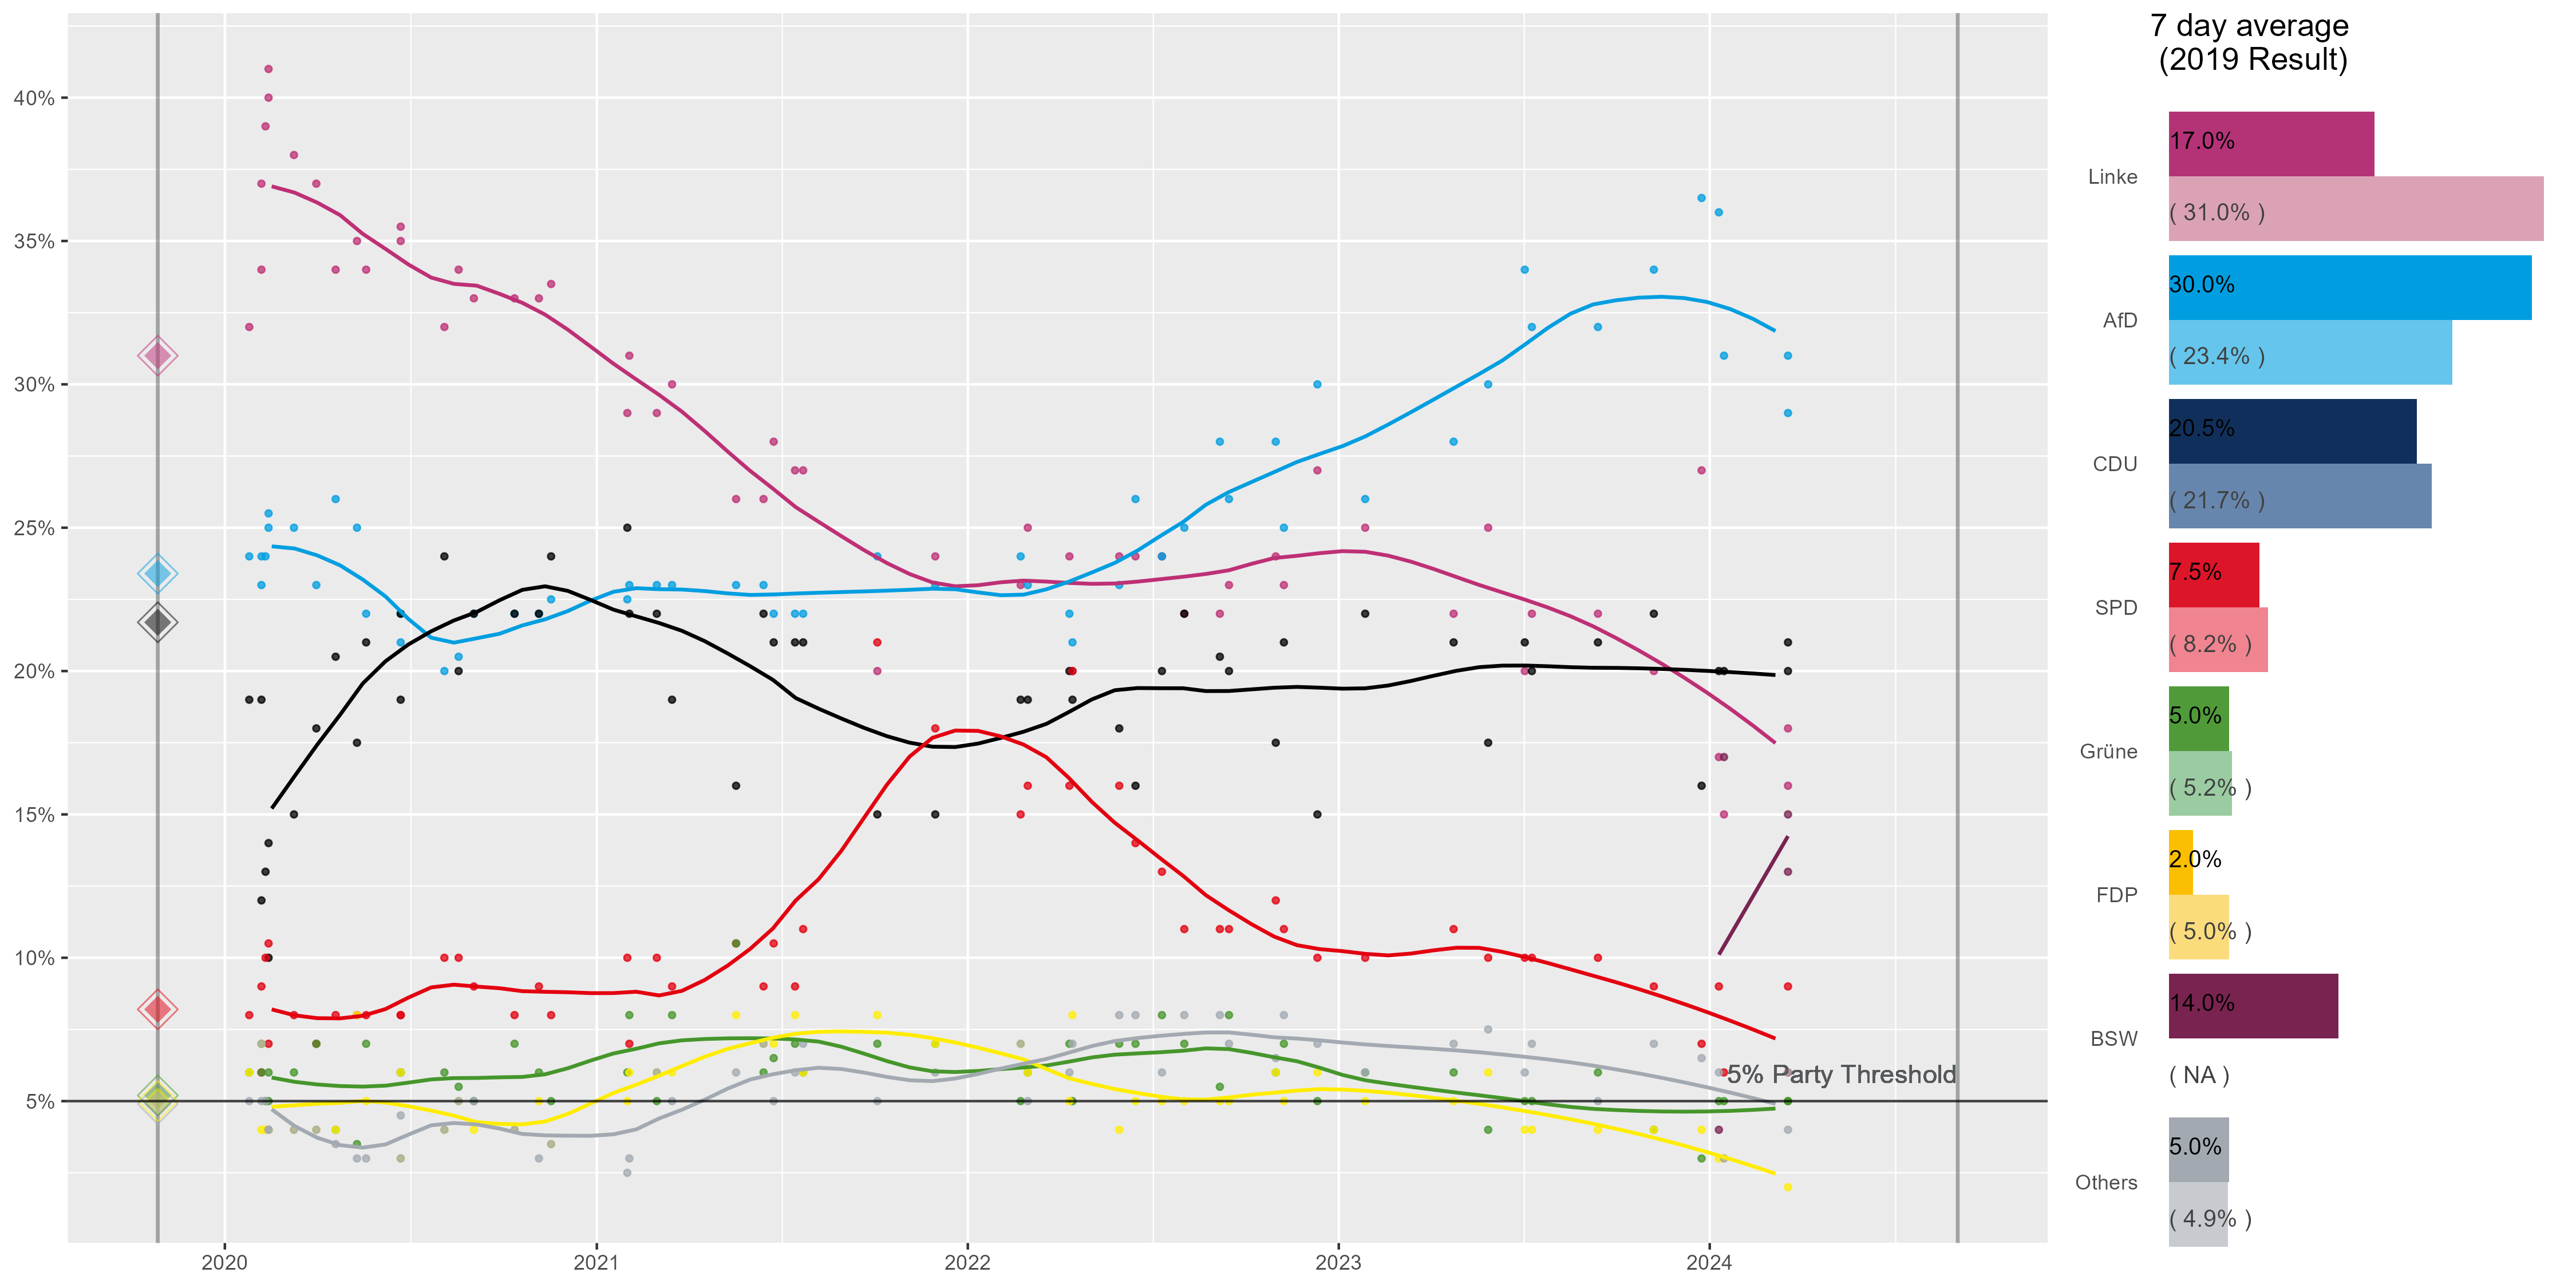 40%
35%
30%
25%
20%
15%
10%
5%
5% Party Threshold
2020
2021
2022
2023
2024
7 day average
(2019 Result)
Linke
17.0%
( 31.0% )
AfD
30.0%
( 23.4% )
CDU
20.5%
( 21.7% )
SPD
7.5%
( 8.2% )
Grüne
5.0%
( 5.2% )
FDP
2.0%
( 5.0% )
BSW
14.0%
( NA )
Others
5.0%
( 4.9% )